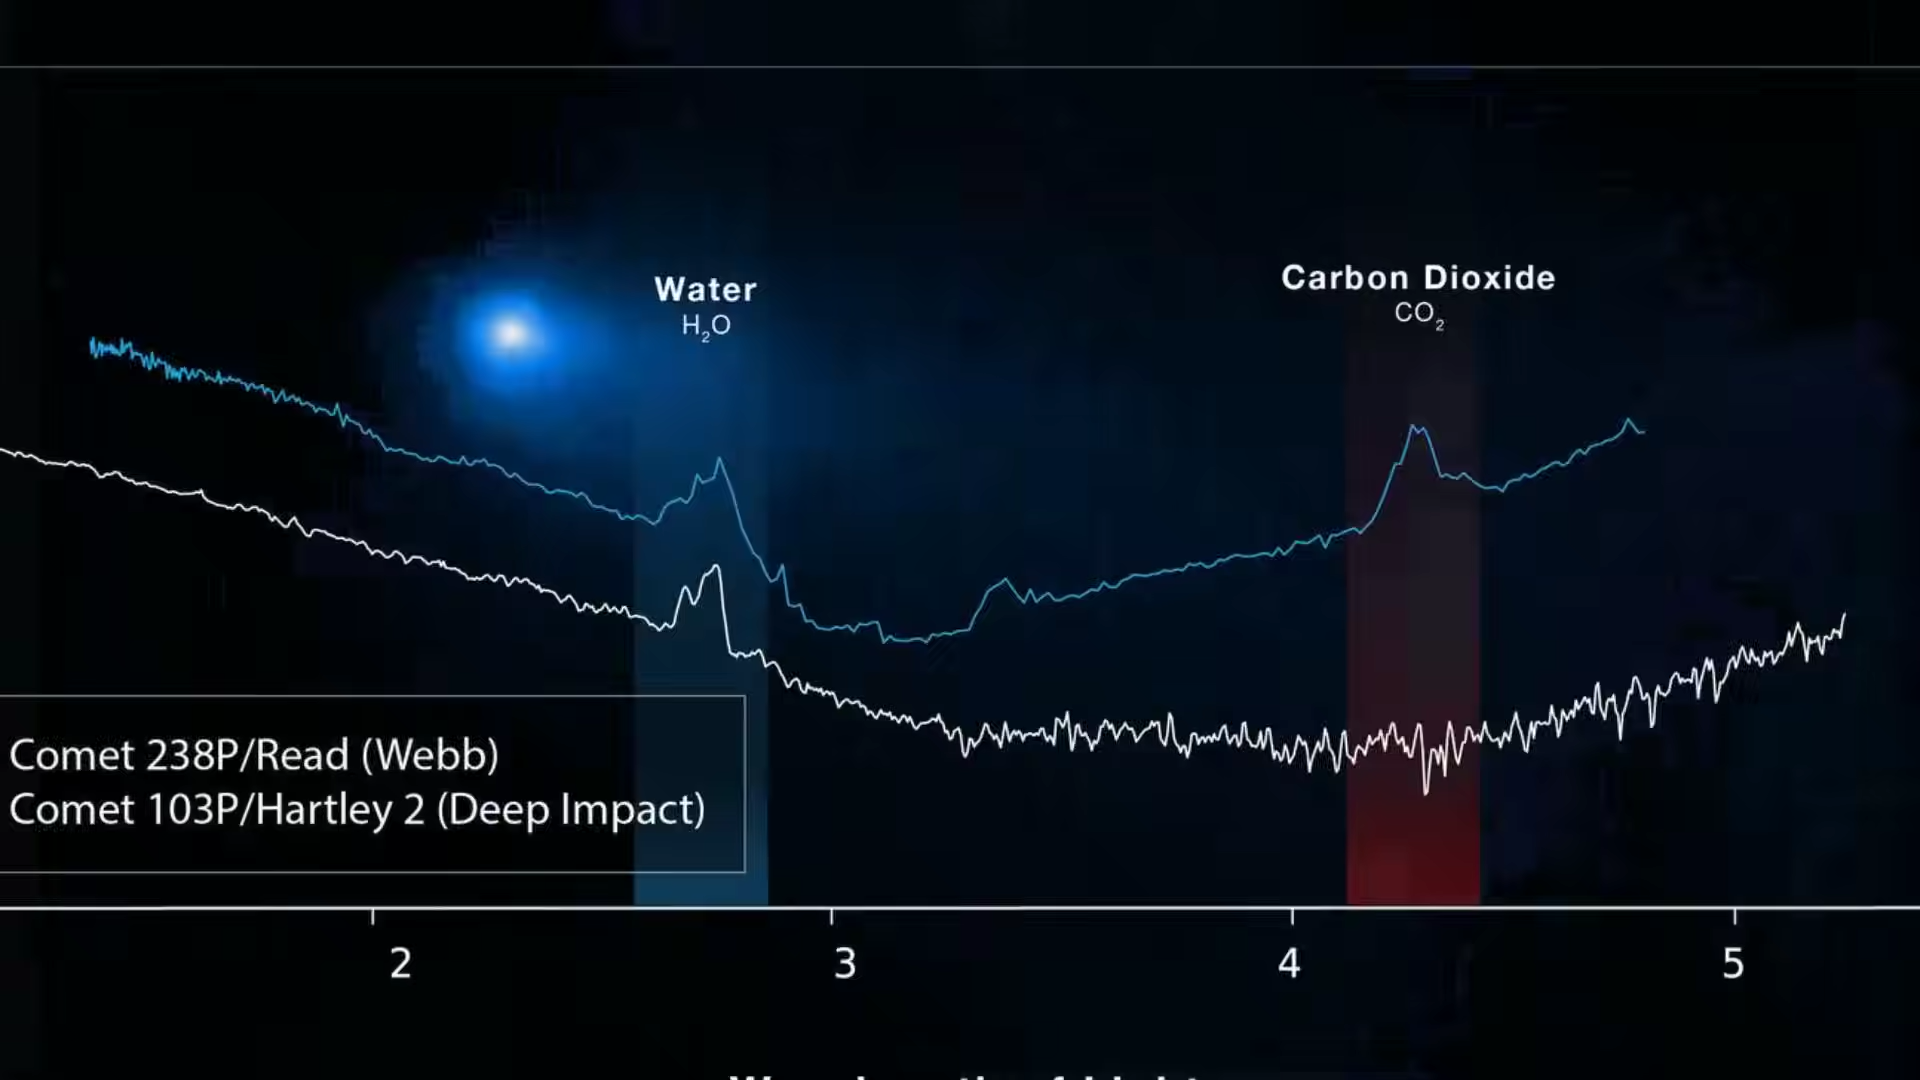 Water
H₂O
Carbon Dioxide
CO₂
Comet 238P/Read (Webb)
Comet 103P/Hartley 2 (Deep Impact)
2 3 4 5